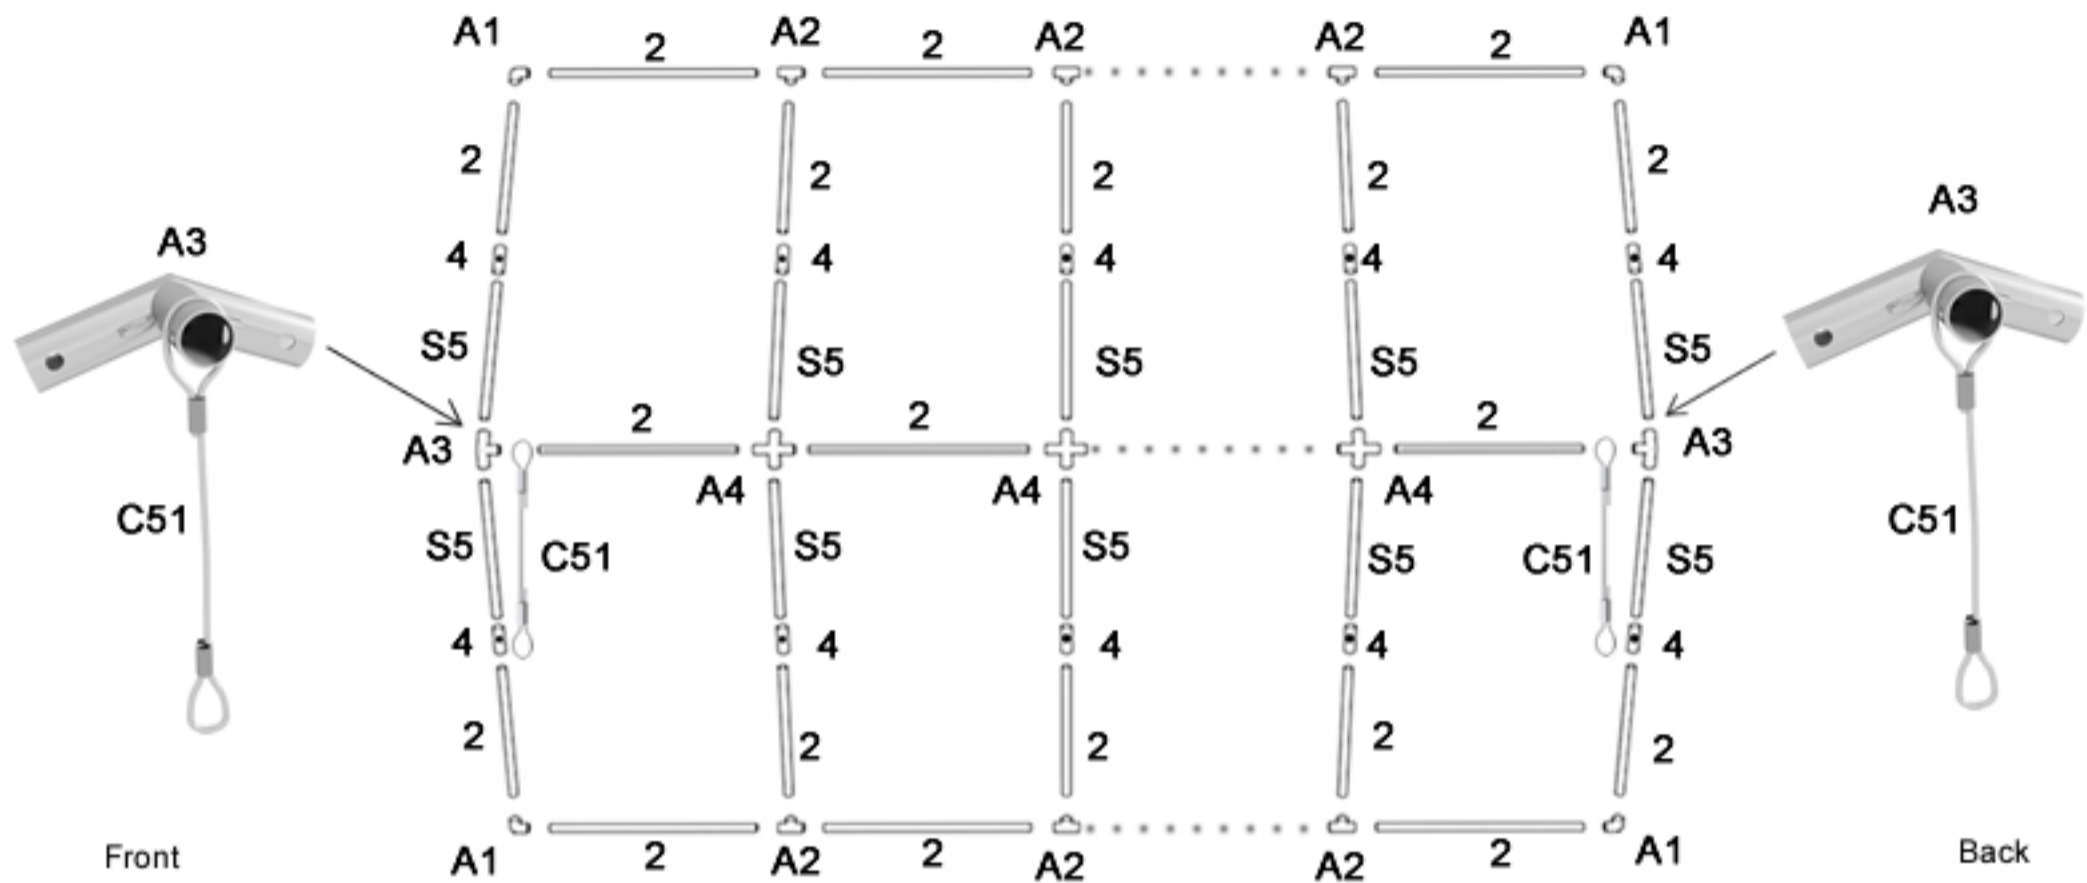 A1 2 A2 2 A2 A2 2 A1
2 2 2 2 2
A3 4 4 4 4 4 A3
S5 S5 S5 S5 S5
2 2 2
A3 A4 A4 A4 A3
C51 S5 C51 S5 S5 S5 C51 S5 C51
4 4 4 4 4
2 2 2 2 2
Front A1 2 A2 2 A2 A2 2 A1 Back